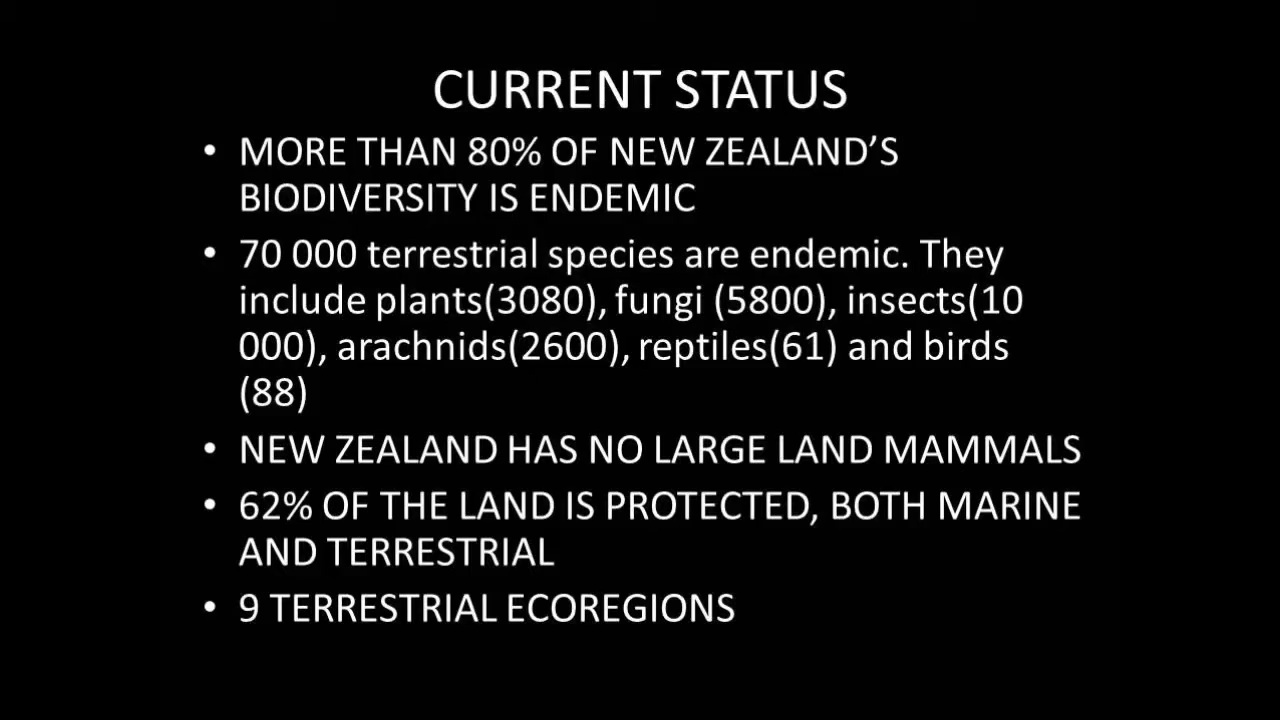 CURRENT STATUS
• MORE THAN 80% OF NEW ZEALAND’S
BIODIVERSITY IS ENDEMIC
• 70 000 terrestrial species are endemic. They
include plants(3080), fungi (5800), insects(10
000), arachnids(2600), reptiles(61) and birds
(88)
• NEW ZEALAND HAS NO LARGE LAND MAMMALS
• 62% OF THE LAND IS PROTECTED, BOTH MARINE
AND TERRESTRIAL
• 9 TERRESTRIAL ECOREGIONS